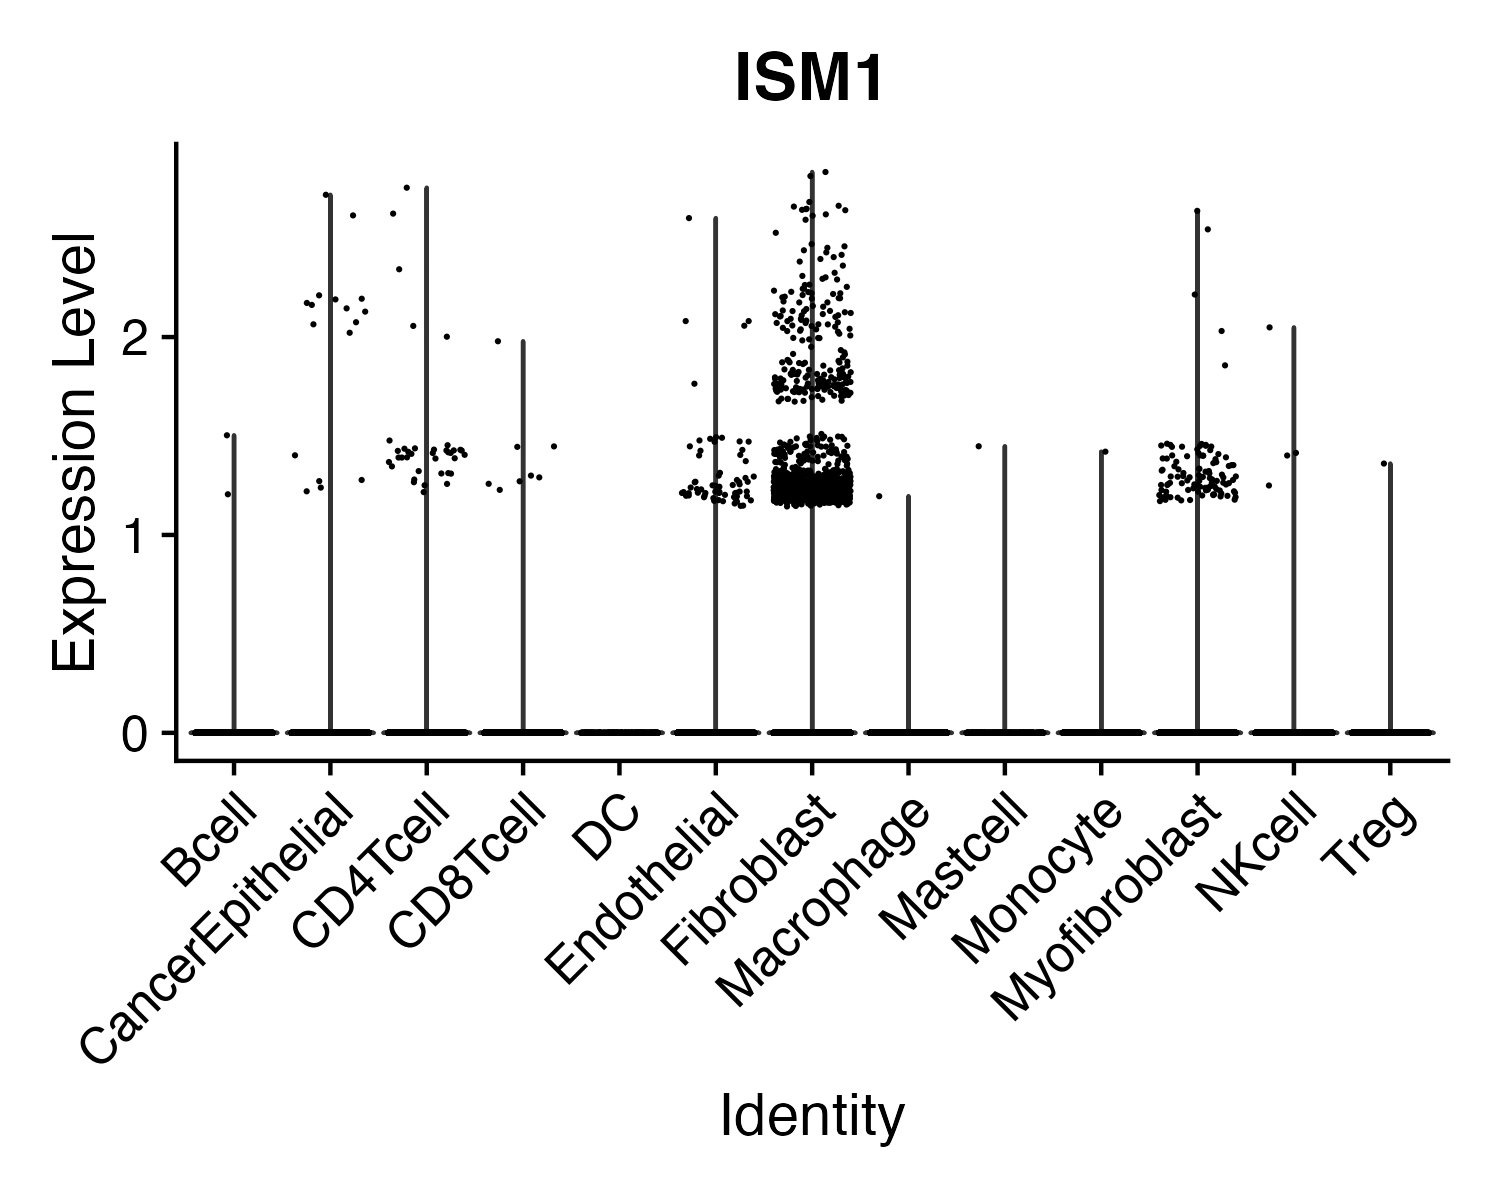 ISM1
Expression Level
2
1
0
Bcell
CancerEpithelial
CD4Tcell
CD8Tcell
DC
Endothelial
Fibroblast
Macrophage
Mastcell
Monocyte
Myofibroblast
NKcell
Treg
Identity